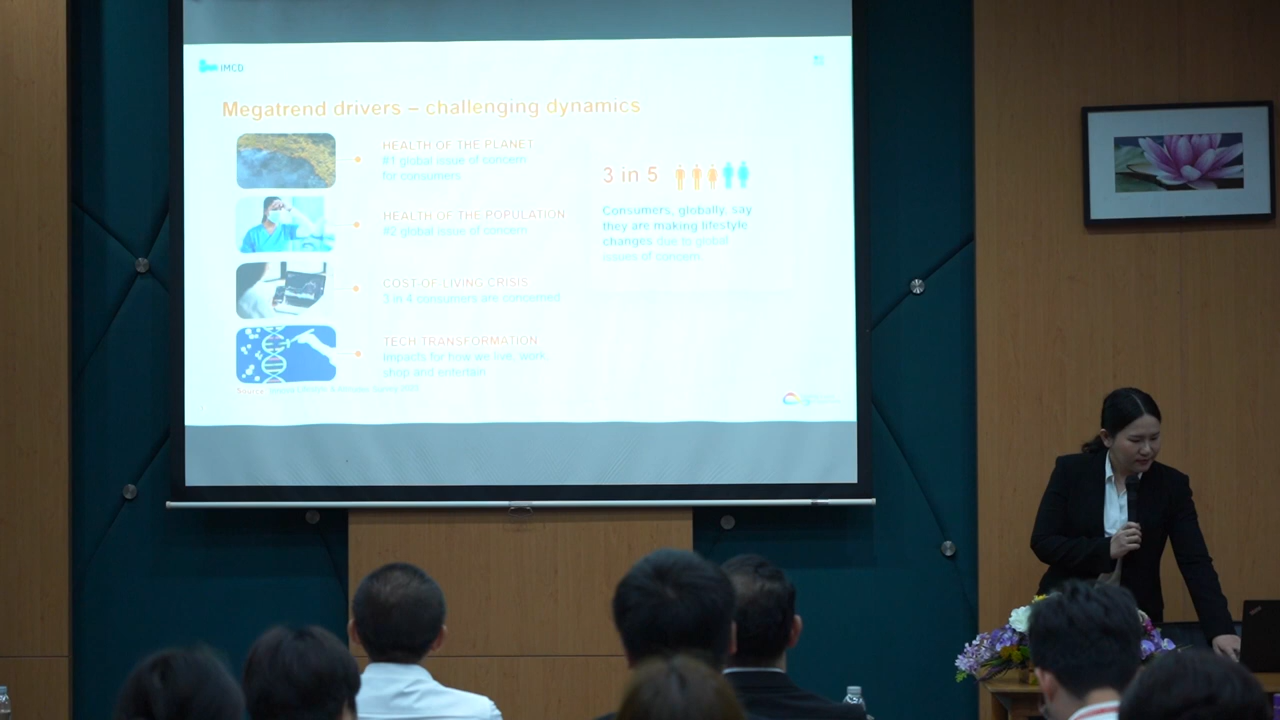 IMCD
Megatrend drivers – challenging dynamics
HEALTH OF THE PLANET
#1 global issue of concern
for consumers
HEALTH OF THE POPULATION
#2 global issue of concern
COST OF LIVING CRISIS
3 in 4 consumers are concerned
TECH TRANSFORMATION
Impacts for how we live, work
shop and entertain
Source:
3 in 5
Consumers, globally, say
they are making lifestyle
changes due to global
issues of concern